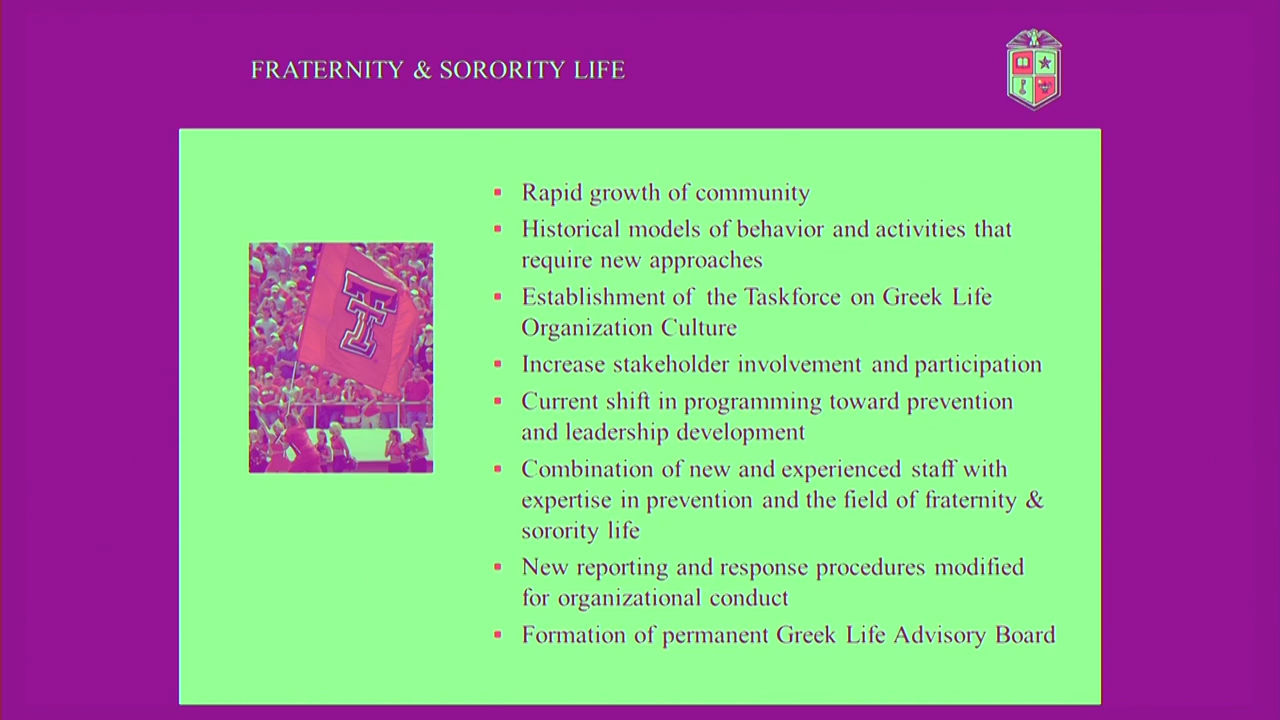 FRATERNITY & SORORITY LIFE
Rapid growth of community
Historical models of behavior and activities that
require new approaches
Establishment of the Taskforce on Greek Life
Organization Culture
Increase stakeholder involvement and participation
Current shift in programming toward prevention
and leadership development
Combination of new and experienced staff with
expertise in prevention and the field of fraternity &
sorority life
New reporting and response procedures modified
for organizational conduct
Formation of permanent Greek Life Advisory Board
T